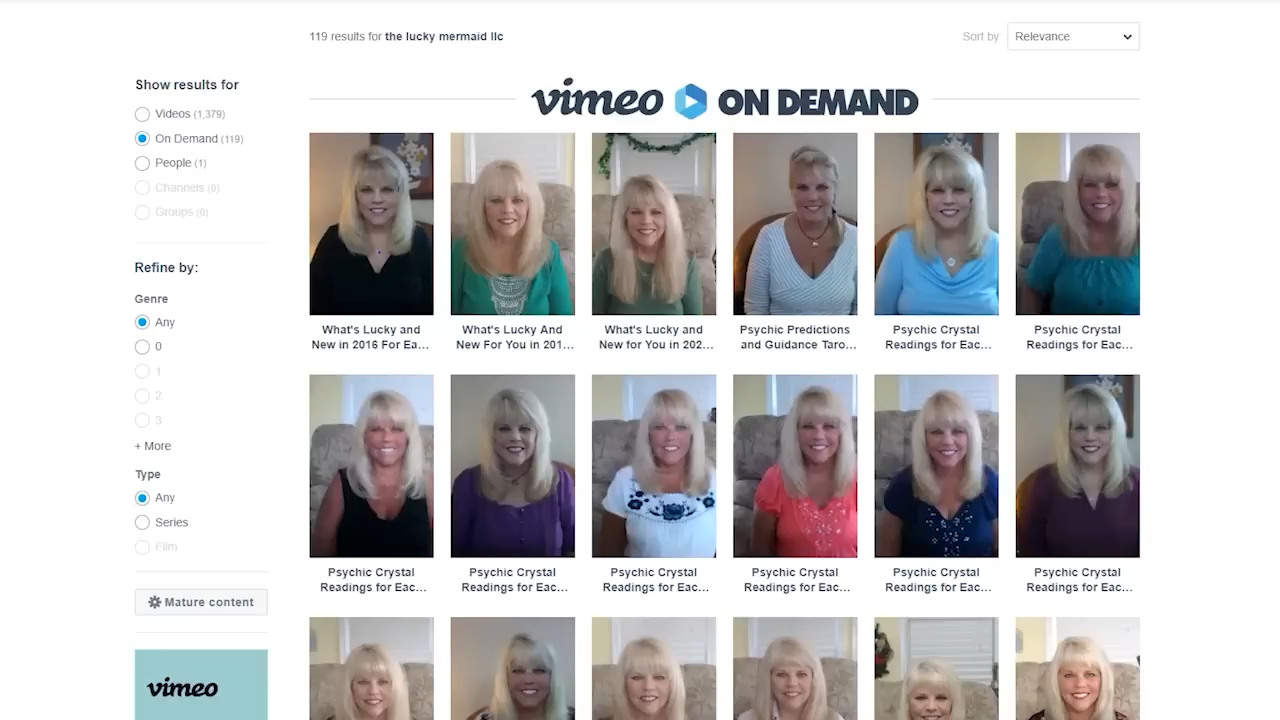 119 results for the lucky mermaid llc
Sort by
Relevance
Show results for
Videos (1,379)
On Demand (119)
People (1)
Channels (0)
Groups (0)
Refine by:
Genre
Any
0
1
2
3
+ More
Type
Any
Series
Film
Mature content
vimeo
vimeo ON DEMAND
What's Lucky and
New in 2016 For Ea...
What's Lucky And
New For You in 201...
What's Lucky and
New for You in 202...
Psychic Predictions
and Guidance Taro...
Psychic Crystal
Readings for Eac...
Psychic Crystal
Readings for Eac...
Psychic Crystal
Readings for Eac...
Psychic Crystal
Readings for Eac...
Psychic Crystal
Readings for Eac...
Psychic Crystal
Readings for Eac...
Psychic Crystal
Readings for Eac...
Psychic Crystal
Readings for Eac...